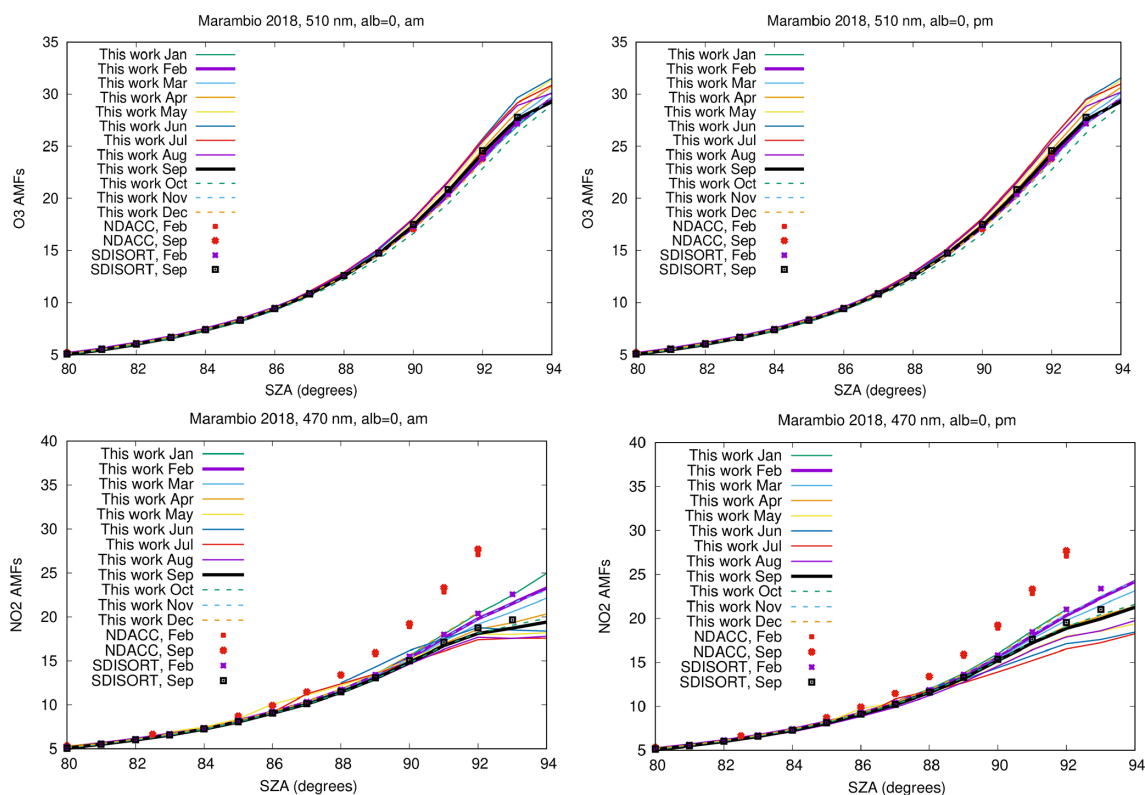 Marambio 2018, 510 nm, alb=0, am
35
30
25
20
15
10
5
O3 AMFs
This work Jan
This work Feb
This work Mar
This work Apr
This work May
This work Jun
This work Jul
This work Aug
This work Sep
This work Oct
This work Nov
This work Dec
NDACC, Feb
NDACC, Sep
SDISORT, Feb
SDISORT, Sep
80 82 84 86 88 90 92 94
SZA (degrees)
Marambio 2018, 510 nm, alb=0, pm
35
30
25
20
15
10
5
O3 AMFs
This work Jan
This work Feb
This work Mar
This work Apr
This work May
This work Jun
This work Jul
This work Aug
This work Sep
This work Oct
This work Nov
This work Dec
NDACC, Feb
NDACC, Sep
SDISORT, Feb
SDISORT, Sep
80 82 84 86 88 90 92 94
SZA (degrees)
Marambio 2018, 470 nm, alb=0, am
40
35
30
25
20
15
10
5
NO2 AMFs
This work Jan
This work Feb
This work Mar
This work Apr
This work May
This work Jun
This work Jul
This work Aug
This work Sep
This work Oct
This work Nov
This work Dec
NDACC, Feb
NDACC, Sep
SDISORT, Feb
SDISORT, Sep
80 82 84 86 88 90 92 94
SZA (degrees)
Marambio 2018, 470 nm, alb=0, pm
40
35
30
25
20
15
10
5
NO2 AMFs
This work Jan
This work Feb
This work Mar
This work Apr
This work May
This work Jun
This work Jul
This work Aug
This work Sep
This work Oct
This work Nov
This work Dec
NDACC, Feb
NDACC, Sep
SDISORT, Feb
SDISORT, Sep
80 82 84 86 88 90 92 94
SZA (degrees)